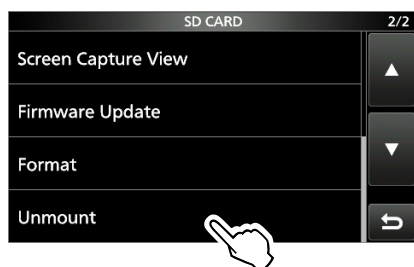 SD CARD 2/2
Screen Capture View
Firmware Update
Format
Unmount